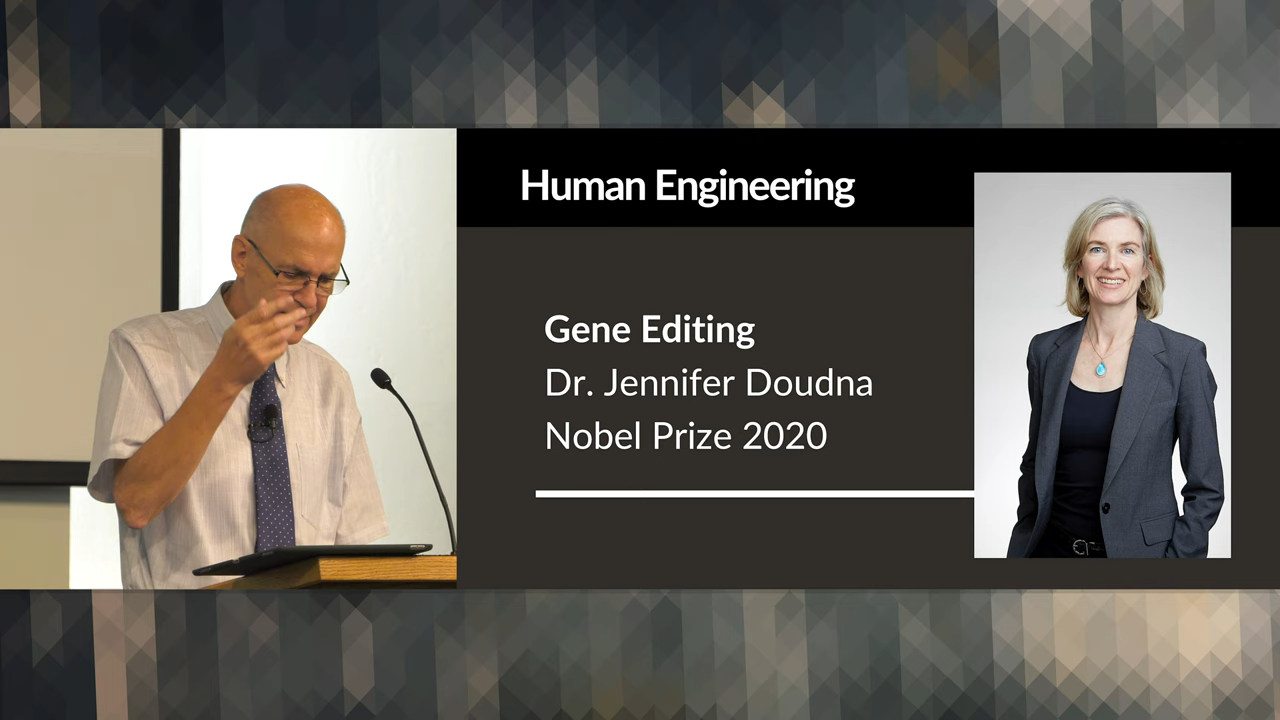 Human Engineering
Gene Editing
Dr. Jennifer Doudna
Nobel Prize 2020